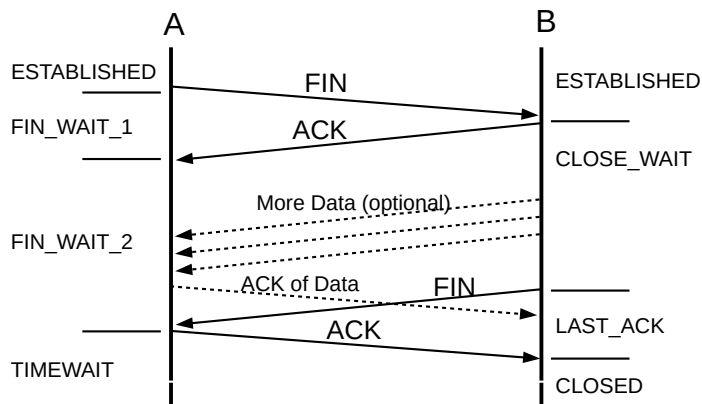 A
B
ESTABLISHED
FIN
ESTABLISHED
FIN_WAIT_1
ACK
CLOSE_WAIT
More Data (optional)
FIN_WAIT_2
ACK of Data
FIN
ACK
LAST_ACK
TIMEWAIT
CLOSED